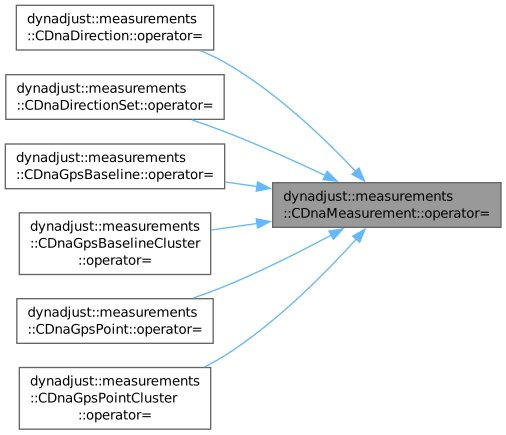 dynadjust::measurements
::CDnaDirection::operator=
dynadjust::measurements
::CDnaDirectionSet::operator=
dynadjust::measurements
::CDnaGpsBaseline::operator=
dynadjust::measurements
::CDnaMeasurement::operator=
dynadjust::measurements
::CDnaGpsBaselineCluster
::operator=
dynadjust::measurements
::CDnaGpsPoint::operator=
dynadjust::measurements
::CDnaGpsPointCluster
::operator=